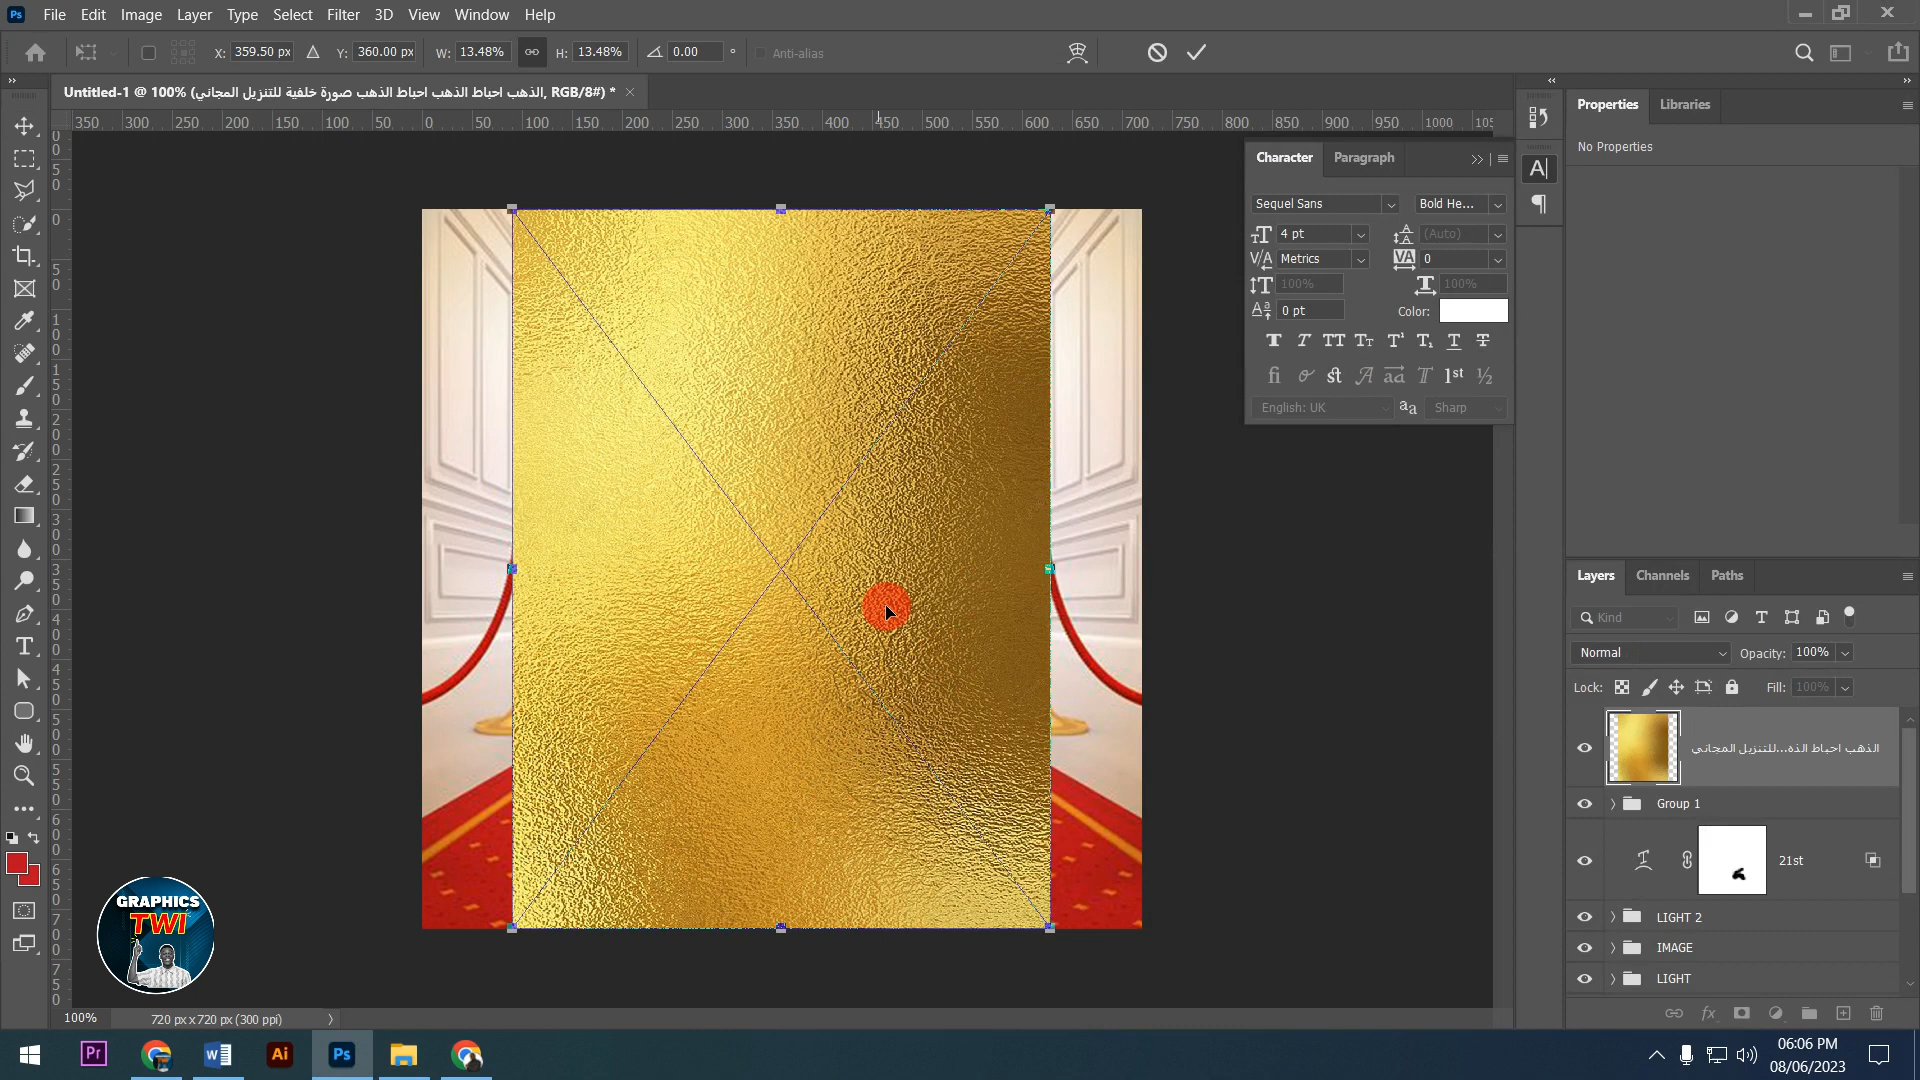 Ps File Edit Image Layer Type Select Filter 3D View Window Help
X: 359.50 px Y: 360.00 px W: 13.48% H: 13.48% 0.00 ° Anti-alias
Untitled-1 @ 100% (الذهب احباط الذهب احباط الذهب صورة خلفية للتنزيل المجاني, RGB/8#) *
350 300 250 200 150 100 50 0 50 100 150 200 250 300 350 400 450 500 550 600 650 700 750 800 850 900 950 1000 105
Properties Libraries
No Properties
Character Paragraph
Sequel Sans Bold He...
4 pt (Auto)
Metrics 0
100% 100%
0 pt Color:
English: UK Sharp
Layers Channels Paths
Kind
Normal Opacity: 100%
Lock: Fill: 100%
الذهب احباط الذه...للتنزيل المجاني
Group 1
21st
LIGHT 2
IMAGE
LIGHT
GRAPHICS
TWI
100% 720 px x 720 px (300 ppi)
Pr Ai Ps
06:06 PM
08/06/2023